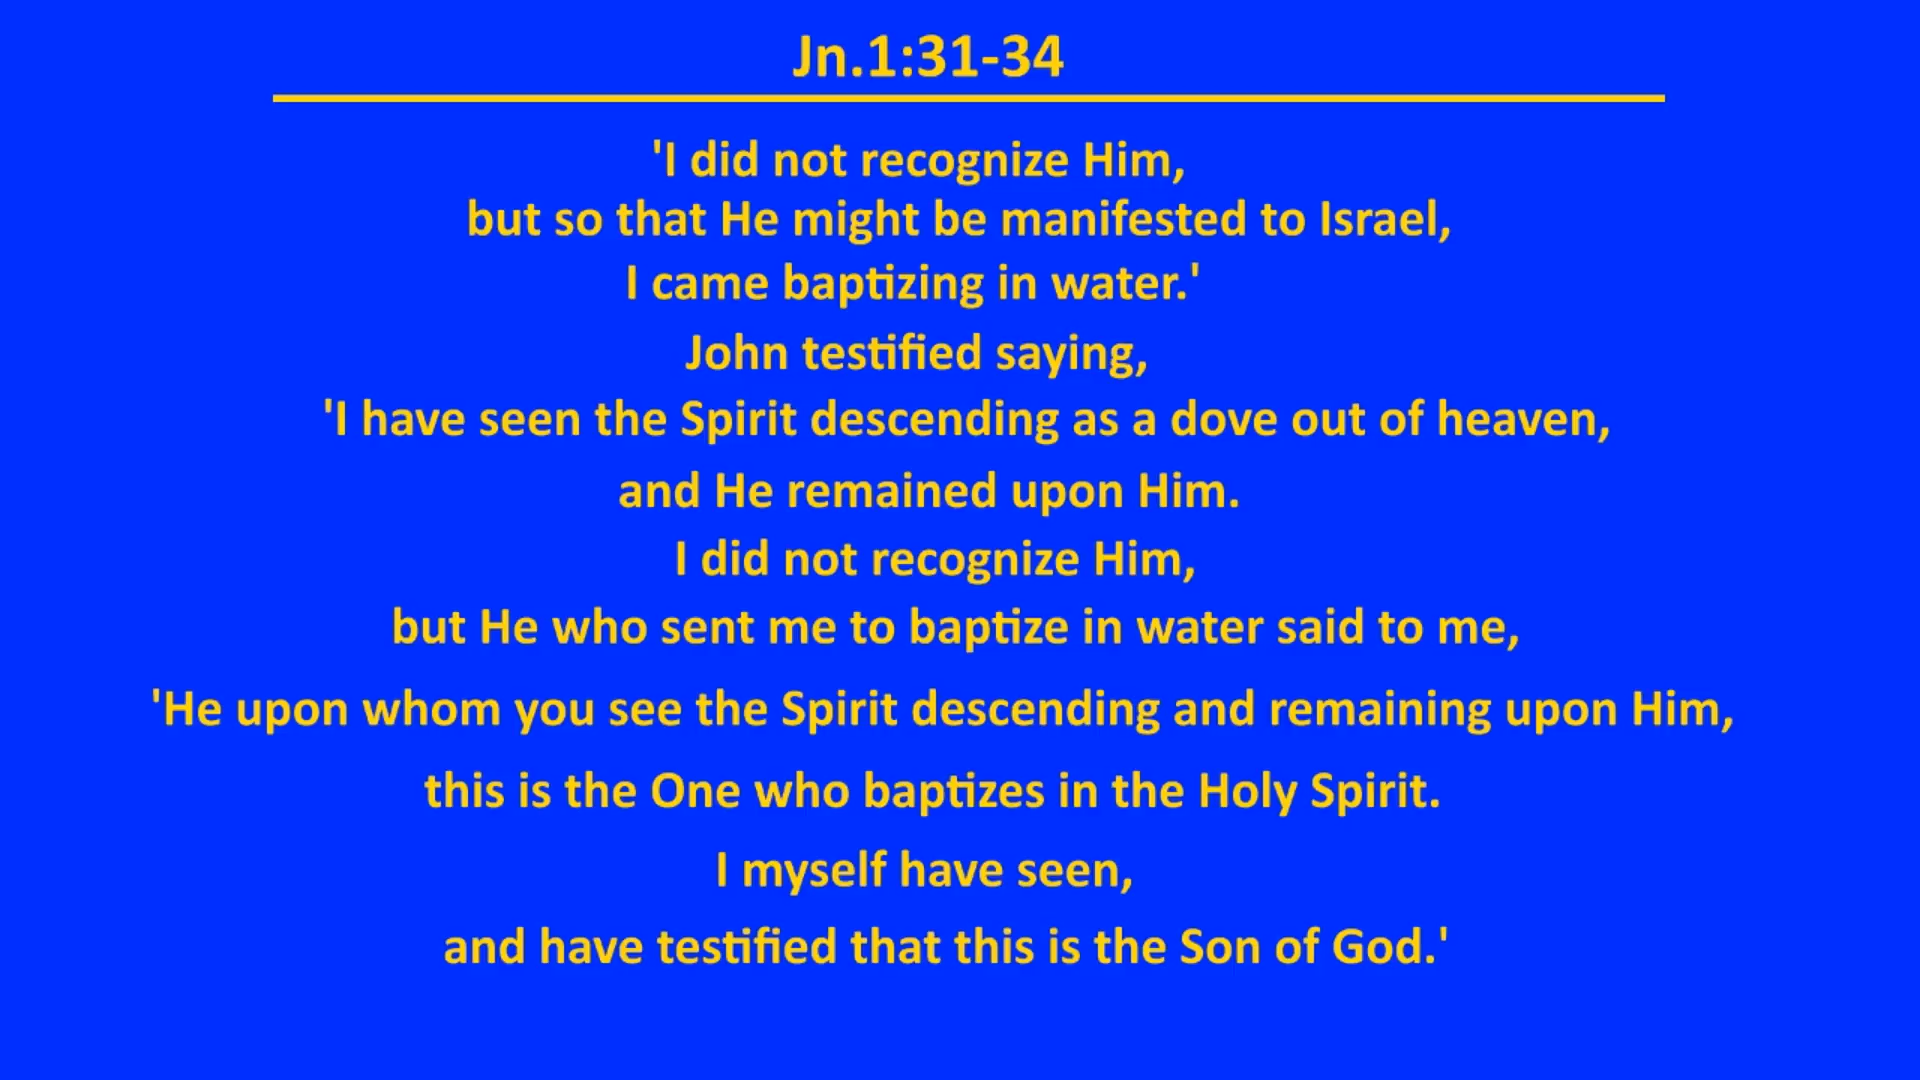 Jn.1:31-34
'I did not recognize Him,
but so that He might be manifested to Israel,
I came baptizing in water.'
John testified saying,
'I have seen the Spirit descending as a dove out of heaven,
and He remained upon Him.
I did not recognize Him,
but He who sent me to baptize in water said to me,
'He upon whom you see the Spirit descending and remaining upon Him,
this is the One who baptizes in the Holy Spirit.
I myself have seen,
and have testified that this is the Son of God.'